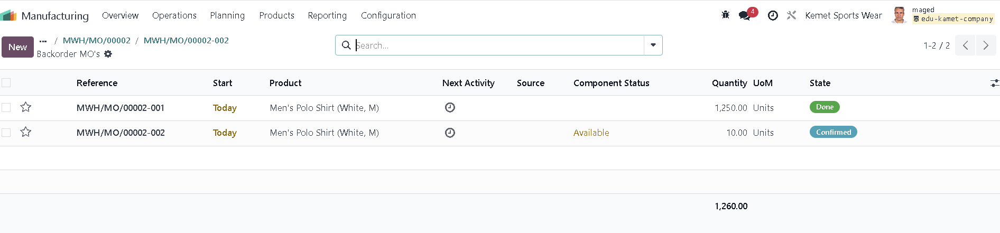 Manufacturing Overview Operations Planning Products Reporting Configuration 4 Kemet Sports Wear maged
edu-kamet-company
New ... / MWH/MO/00002 / MWH/MO/00002-002
Backorder MO's
Search...
1-2 / 2
Reference Start Product Next Activity Source Component Status Quantity UoM State
MWH/MO/00002-001 Today Men's Polo Shirt (White, M) 1,250.00 Units Done
MWH/MO/00002-002 Today Men's Polo Shirt (White, M) Available 10.00 Units Confirmed
1,260.00